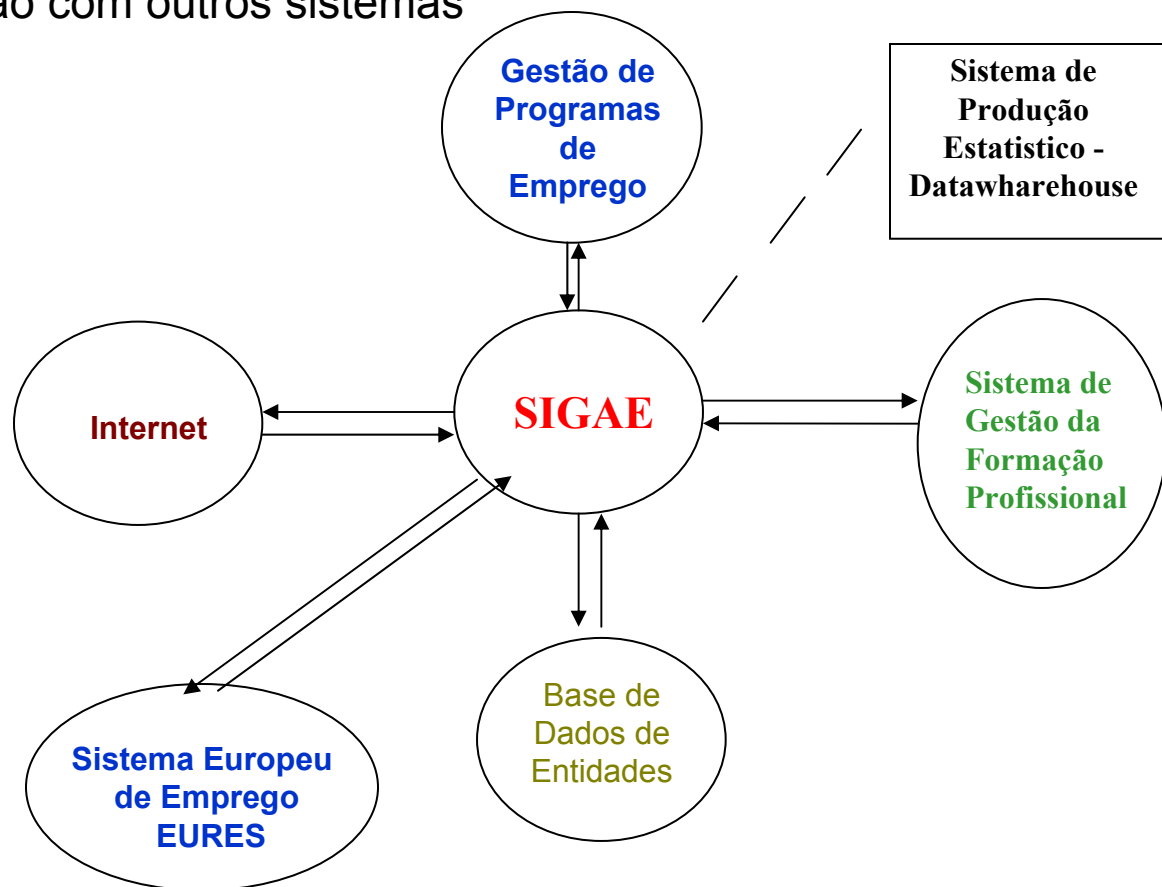 ão com outros sistemas
Gestão de
Programas
de
Emprego
Sistema de
Produção
Estatistico -
Datawharehouse
Internet
SIGAE
Sistema de
Gestão da
Formação
Profissional
Base de
Dados de
Entidades
Sistema Europeu
de Emprego
EURES